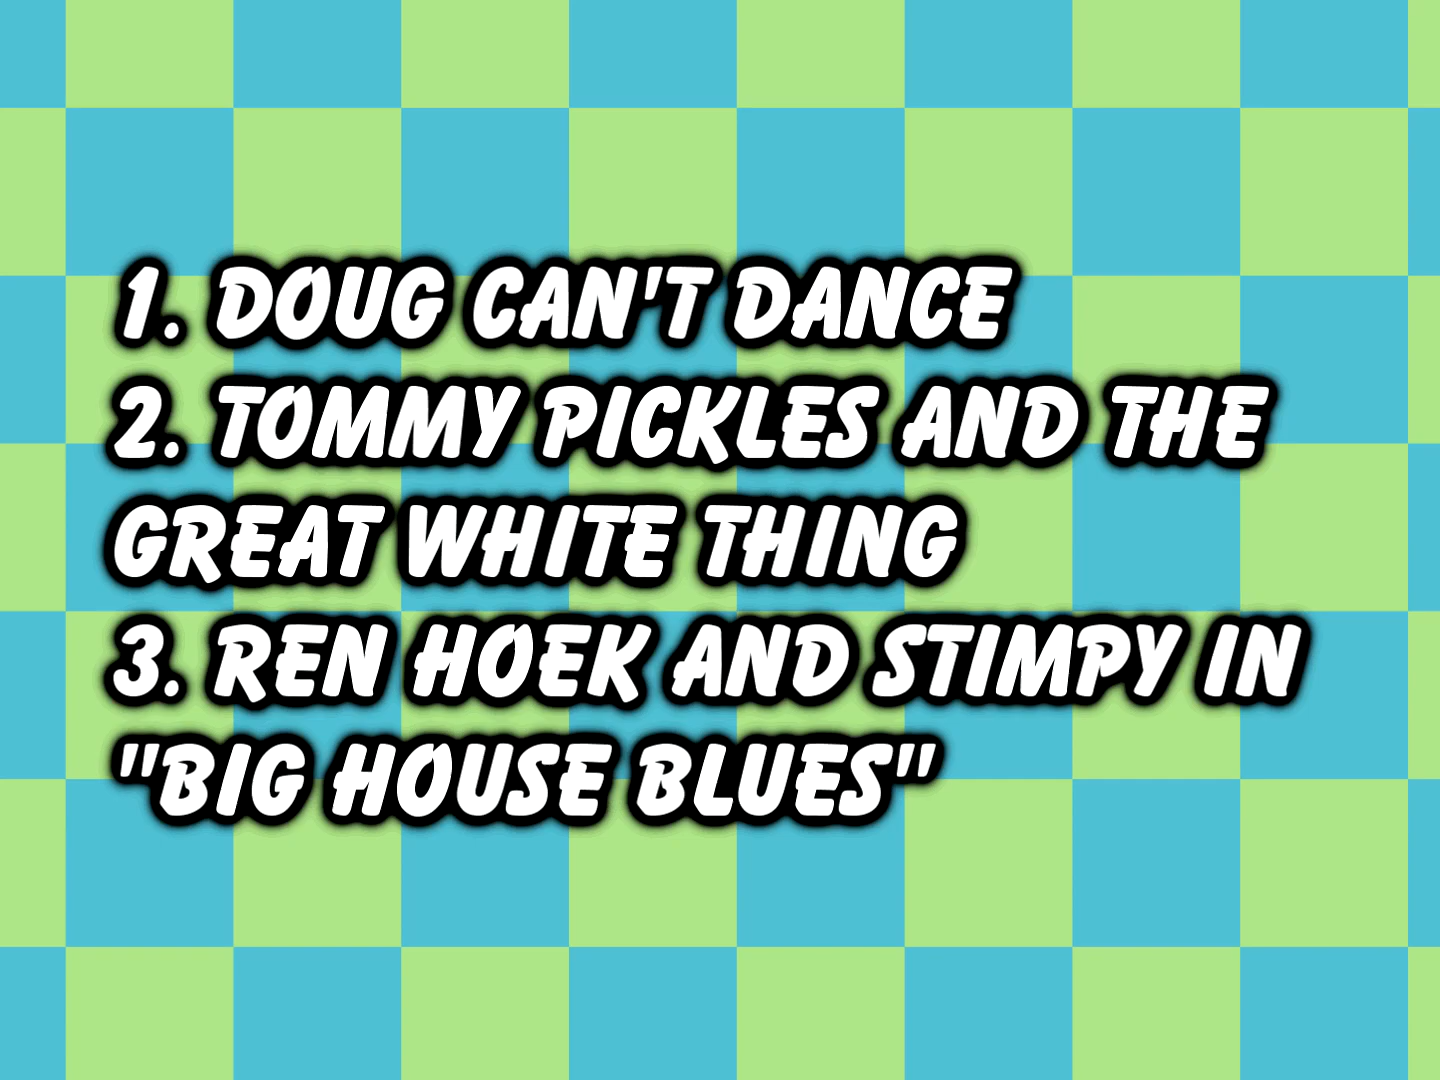 1. DOUG CAN'T DANCE
2. TOMMY PICKLES AND THE
GREAT WHITE THING
3. REN HOEK AND STIMPY IN
"BIG HOUSE BLUES"